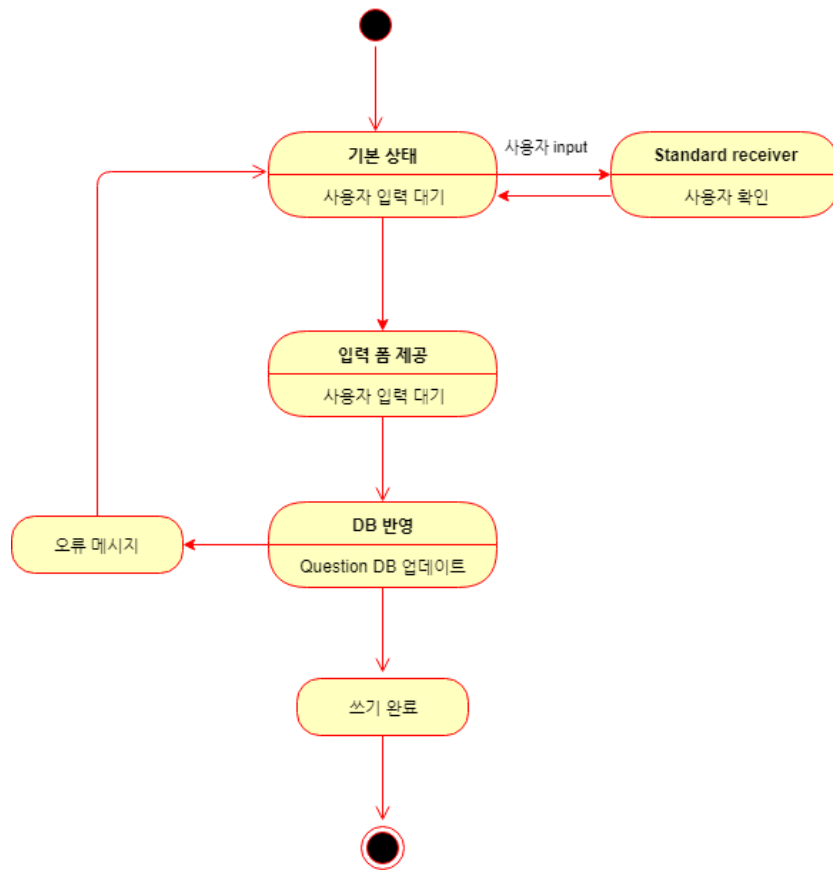 기본 상태
사용자 입력 대기
사용자 input
Standard receiver
사용자 확인
입력 폼 제공
사용자 입력 대기
DB 반영
Question DB 업데이트
오류 메시지
쓰기 완료